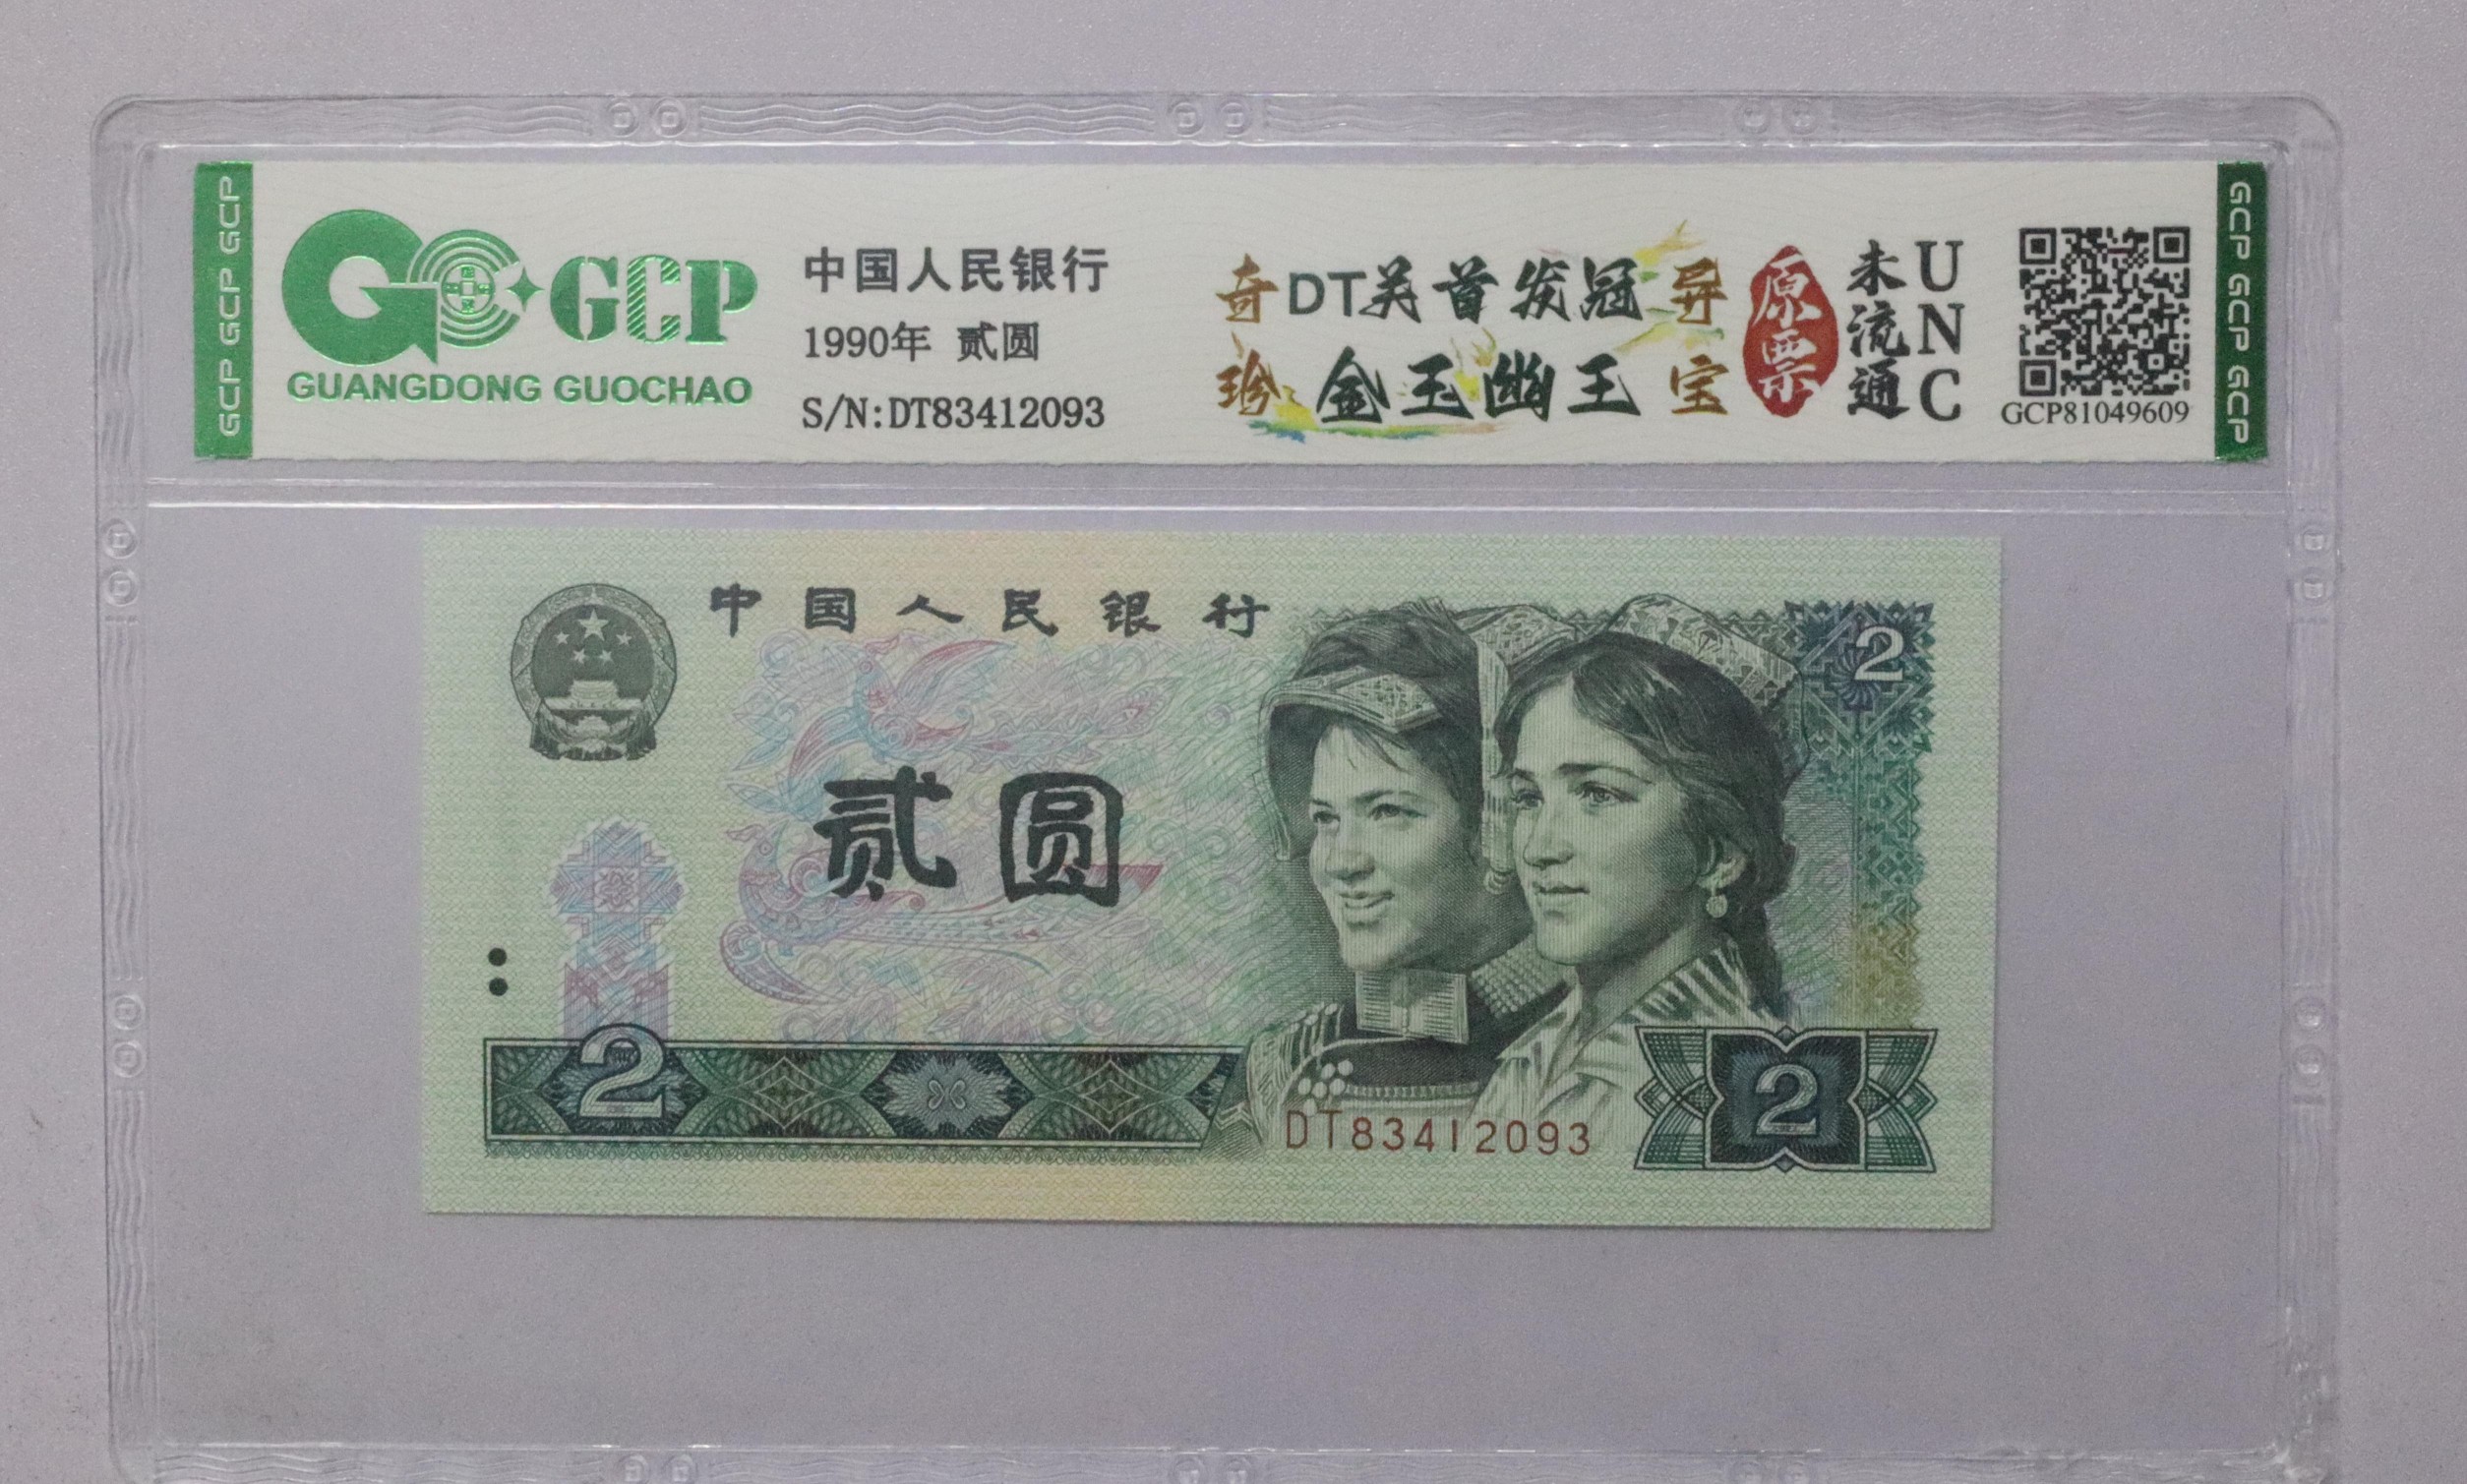 GCP GCP GCP
GCP
GUANGDONG GUOCHAO
中国人民银行
1990年 贰圆
S/N:DT83412093
奇珍
DT关首发冠
金玉幽王
异宝
原票
未流通
UNC
GCP81049609
GCP GCP GCP
中国人民银行
贰圆
2
2
2
DT83412093